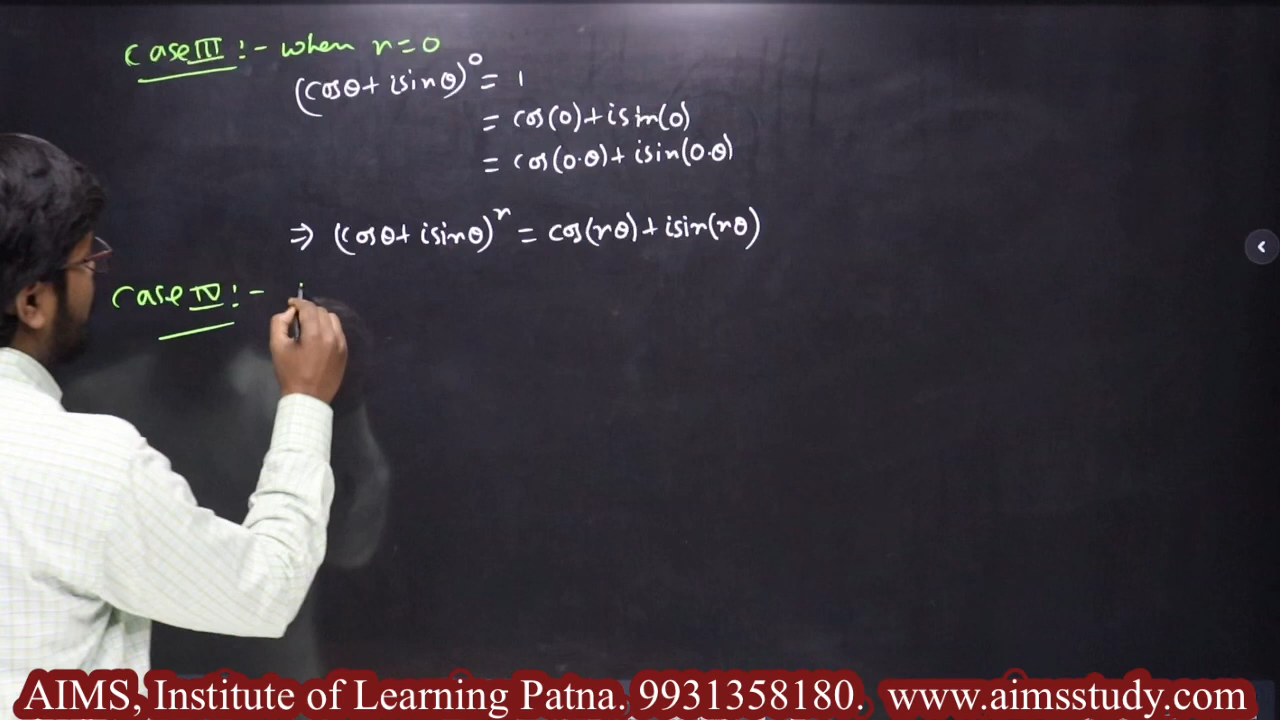 Case III :- when n=0
(cosθ + isinθ)⁰ = 1
= cos(0)+isin(0)
= cos(0·θ)+isin(0·θ)
⇒ (cosθ+ isinθ)ⁿ = cos(nθ)+isin(nθ)
Case IV :-
AIMS, Institute of Learning Patna. 9931358180. www.aimsstudy.com